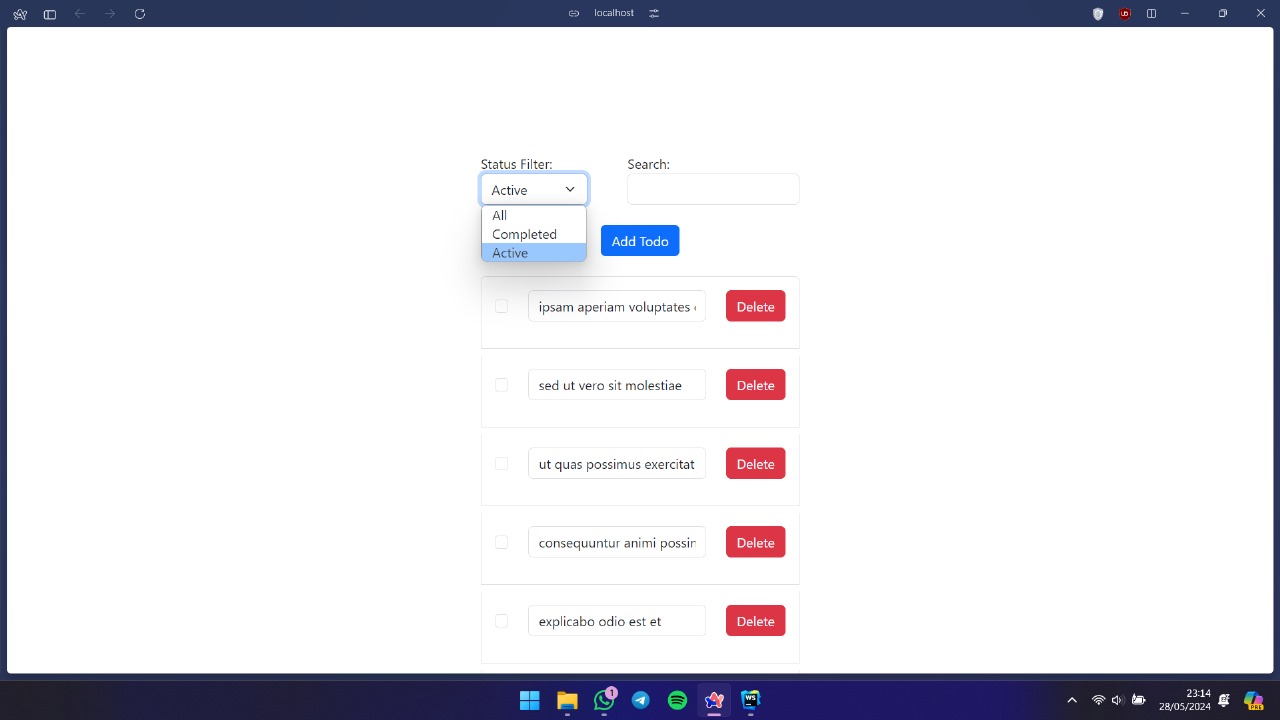 localhost
Status Filter:
Search:
Active
All
Completed
Active
Add Todo
ipsam aperiam voluptates
Delete
sed ut vero sit molestiae
Delete
ut quas possimus exercitat
Delete
consequuntur animi possin
Delete
explicabo odio est et
Delete
1
WS
23:14
28/05/2024
PRE